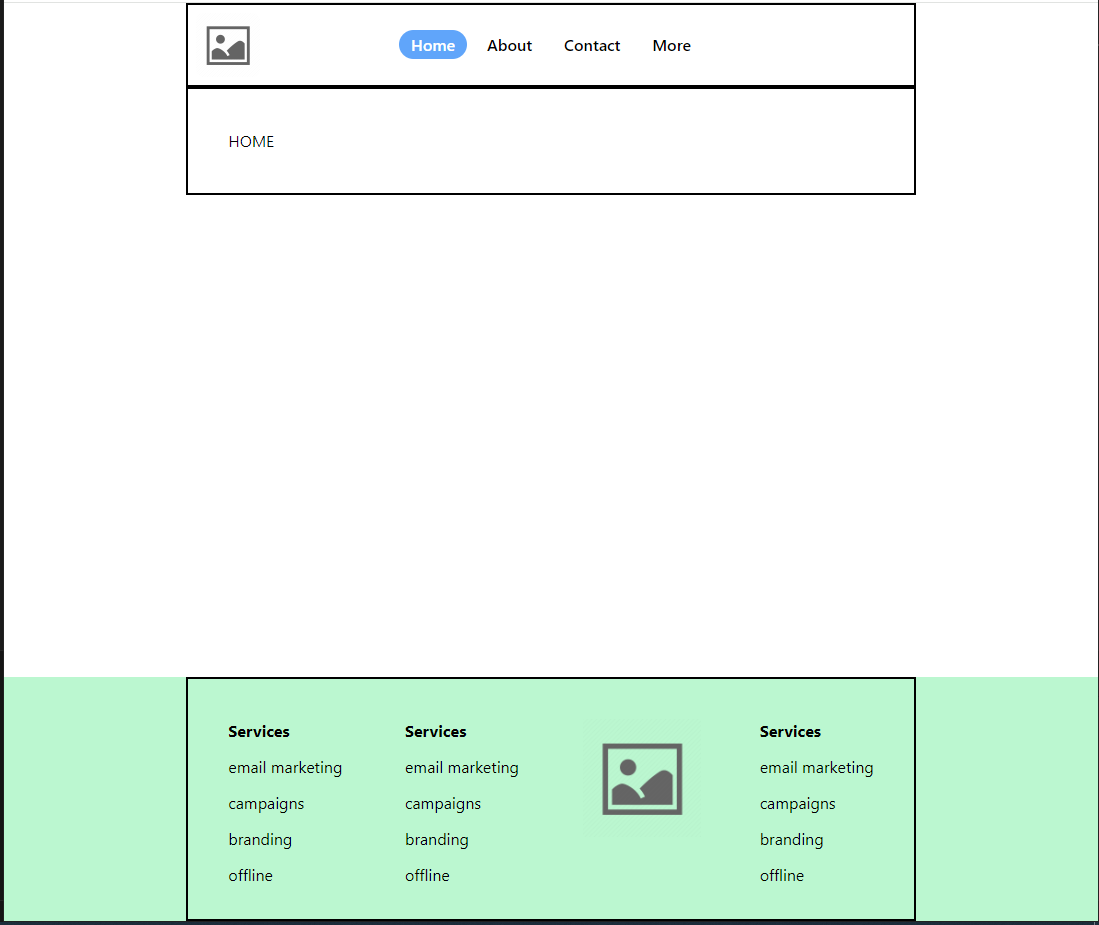 Home About Contact More
HOME
Services Services Services
email marketing email marketing email marketing
campaigns campaigns campaigns
branding branding branding
offline offline offline